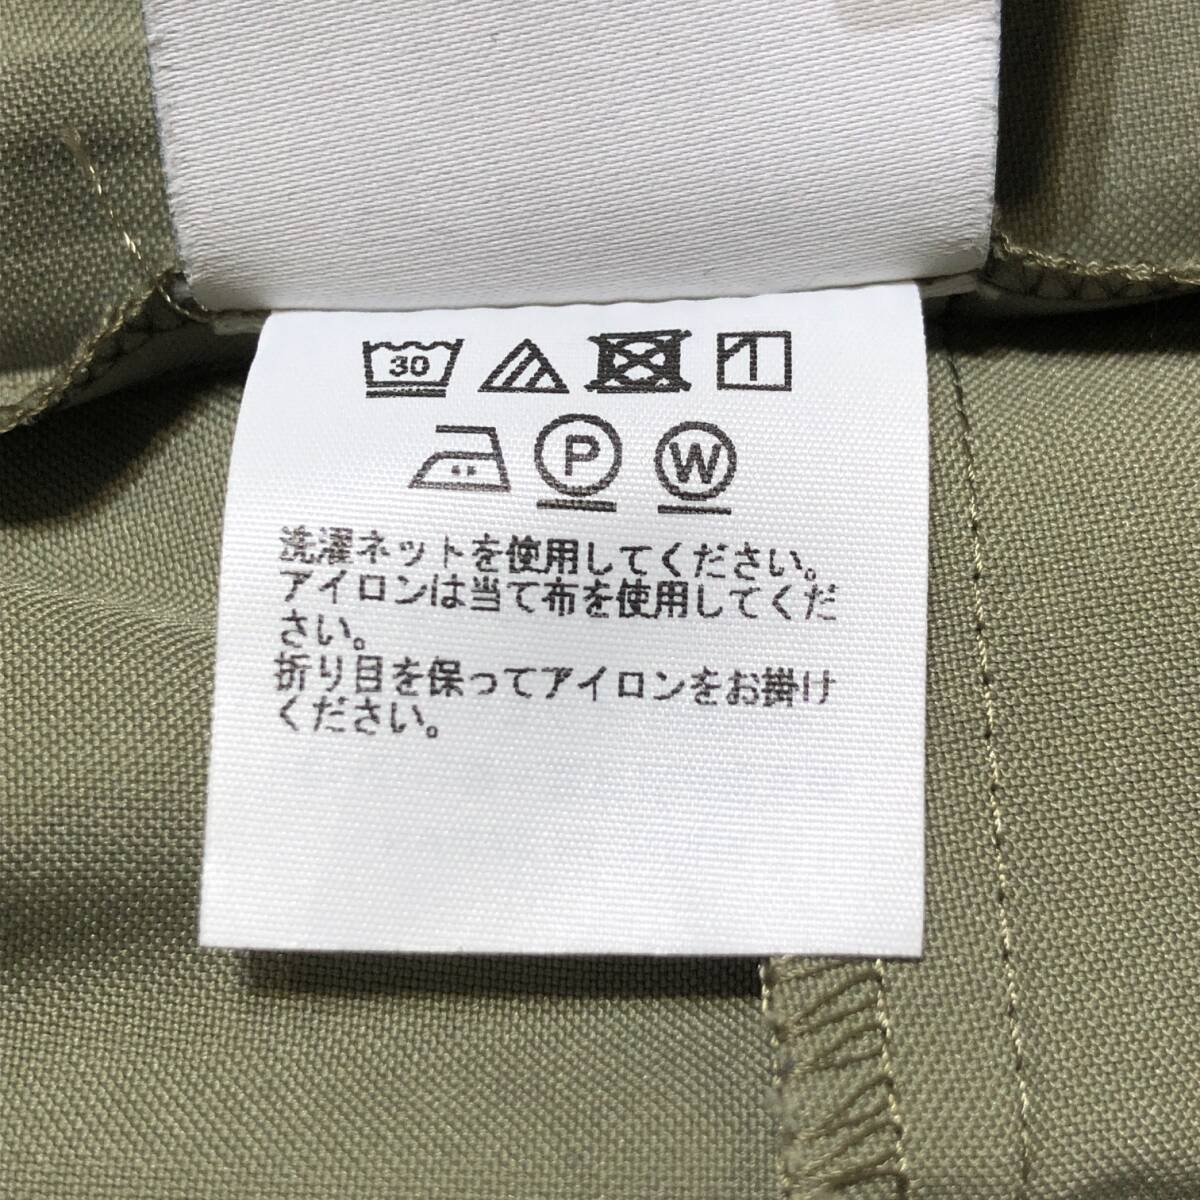 30
P W
洗濯ネットを使用してください。
アイロンは当て布を使用してくだ
さい。
折り目を保ってアイロンをお掛け
ください。